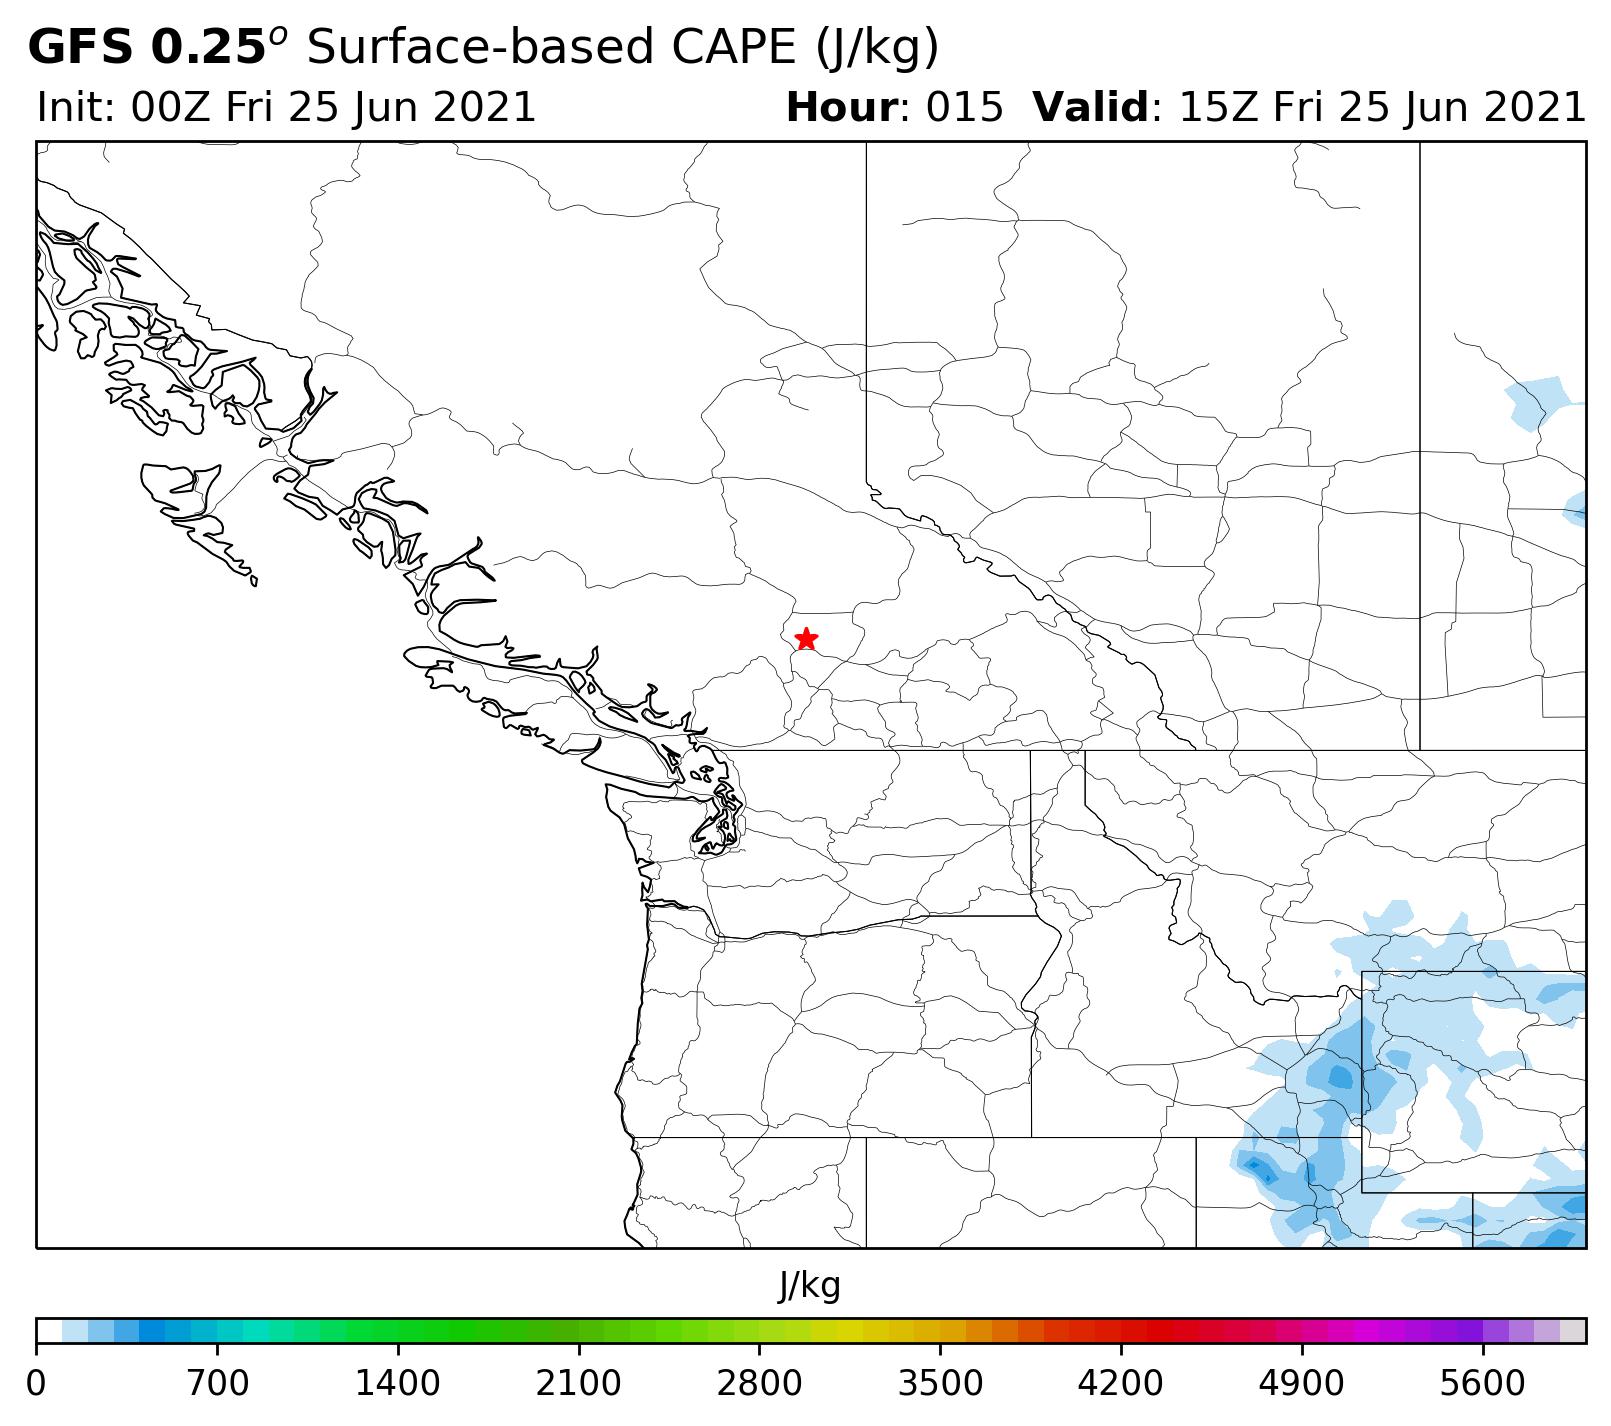 GFS 0.25° Surface-based CAPE (J/kg)
Init: 00Z Fri 25 Jun 2021
Hour: 015 Valid: 15Z Fri 25 Jun 2021
J/kg
0 700 1400 2100 2800 3500 4200 4900 5600